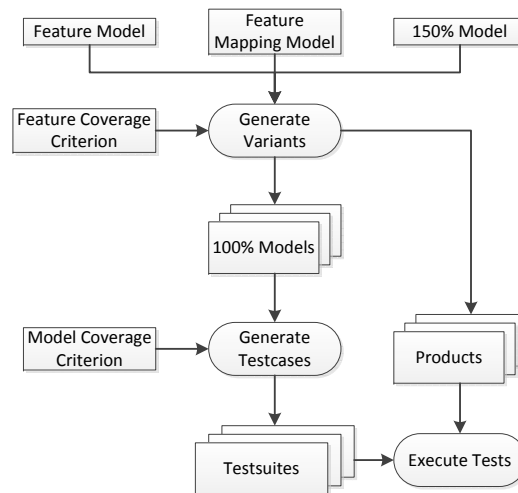 Feature Model
Feature
Mapping Model
150% Model
Feature Coverage
Criterion
Generate
Variants
100% Models
Model Coverage
Criterion
Generate
Testcases
Products
Testsuites
Execute Tests